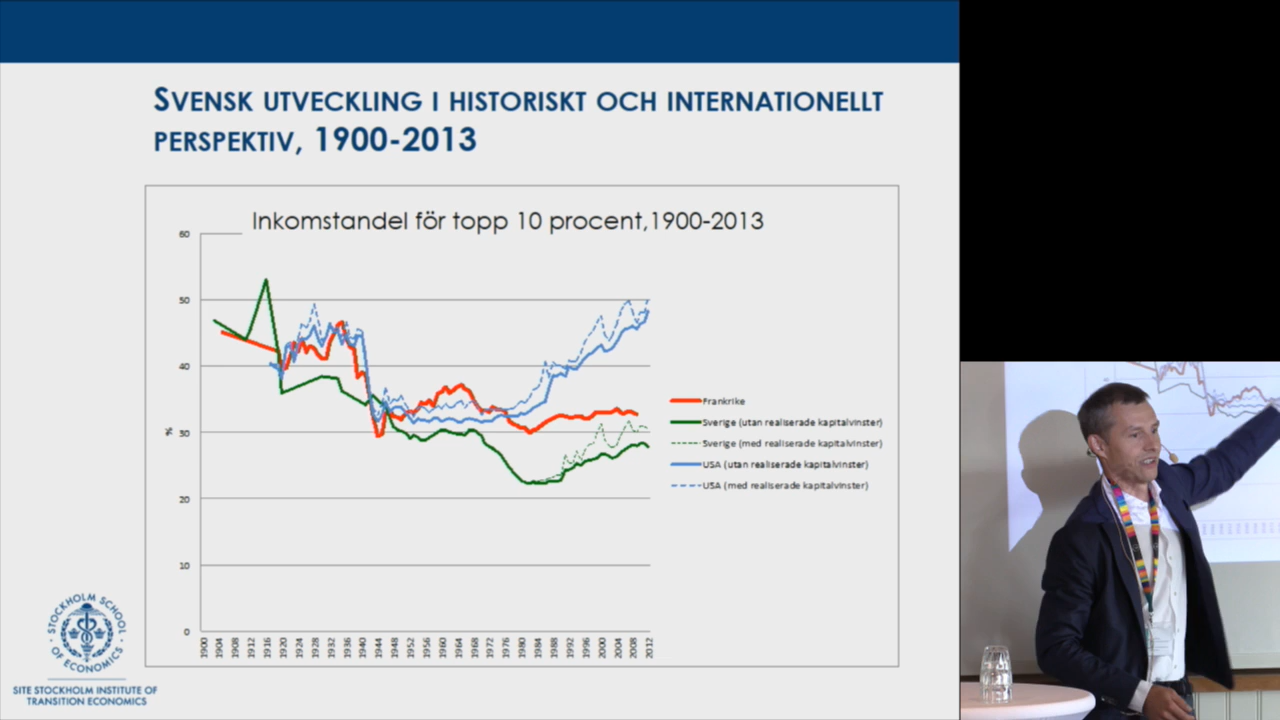 SVENSK UTVECKLING I HISTORISKT OCH INTERNATIONELLT
PERSPEKTIV, 1900-2013
Inkomstandel för topp 10 procent,1900-2013
60
50
40
30
20
10
0
%
1900 1904 1908 1912 1916 1920 1924 1928 1932 1936 1940 1944 1948 1952 1956 1960 1964 1968 1972 1976 1980 1984 1988 1992 1996 2000 2004 2008 2012
Frankrike
Sverige (utan realiserade kapitalvinster)
Sverige (med realiserade kapitalvinster)
USA (utan realiserade kapitalvinster)
USA (med realiserade kapitalvinster)
STOCKHOLM SCHOOL
OF ECONOMICS
SITE STOCKHOLM INSTITUTE OF
TRANSITION ECONOMICS